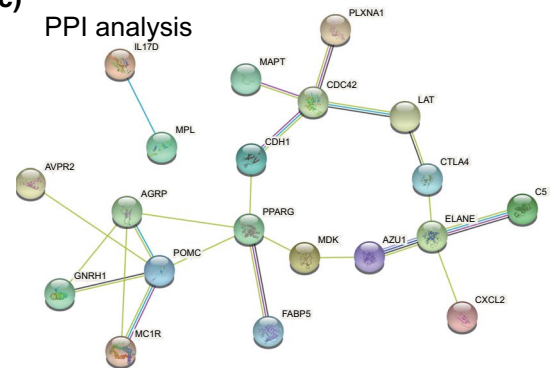 c)
PPI analysis
PLXNA1
IL17D
MAPT
CDC42
LAT
MPL
CDH1
CTLA4
AVPR2
AGRP
C5
PPARG
ELANE
MDK
AZU1
POMC
GNRH1
CXCL2
FABP5
MC1R